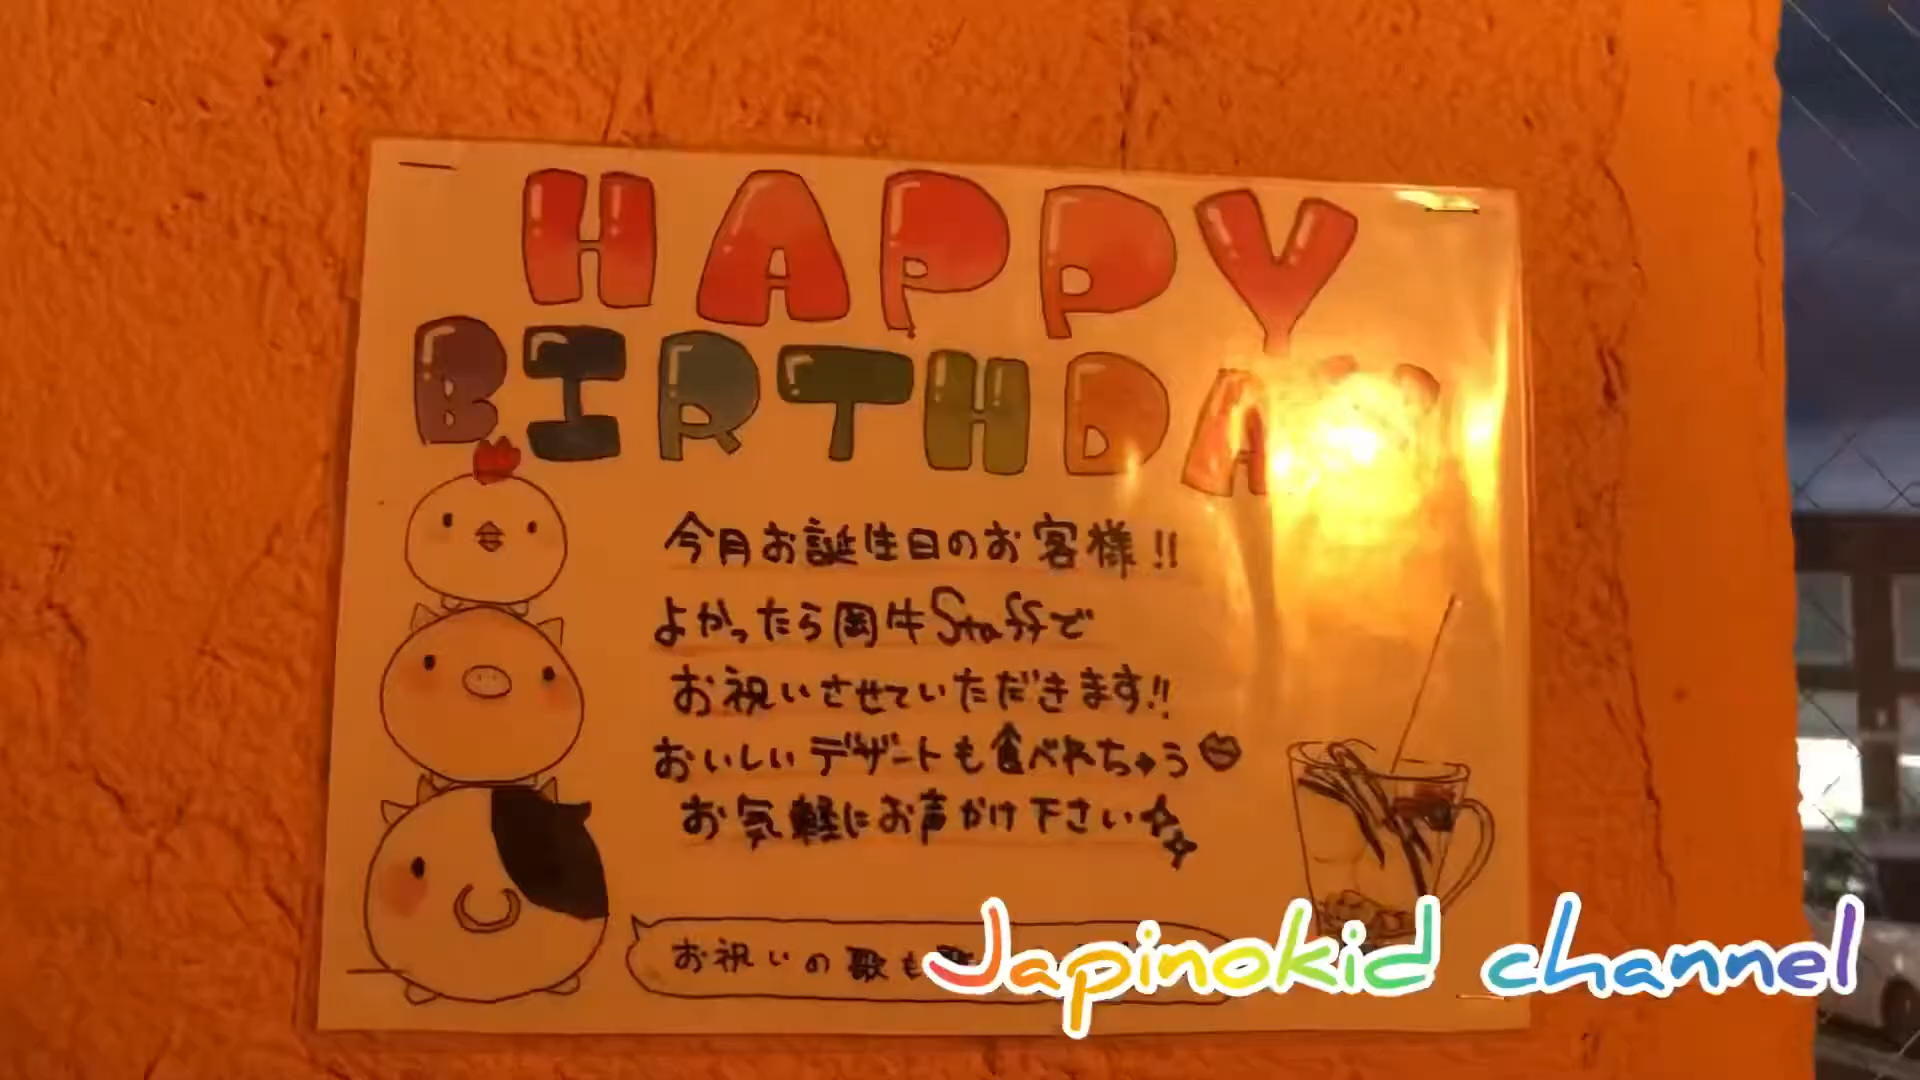 HAPPY
BIRTHDA
今月お誕生日のお客様!!
よかったら岡牛Staffで
お祝いさせていただきます!!
おいしいデザートも食べれちゃう
お気軽にお声かけ下さい
お祝いの歌も
Japinokid channel